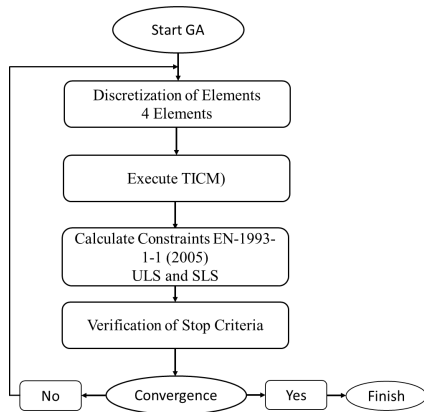 Start GA
Discretization of Elements
4 Elements
Execute TICM)
Calculate Constraints EN-1993-
1-1 (2005)
ULS and SLS
Verification of Stop Criteria
No
Convergence
Yes
Finish